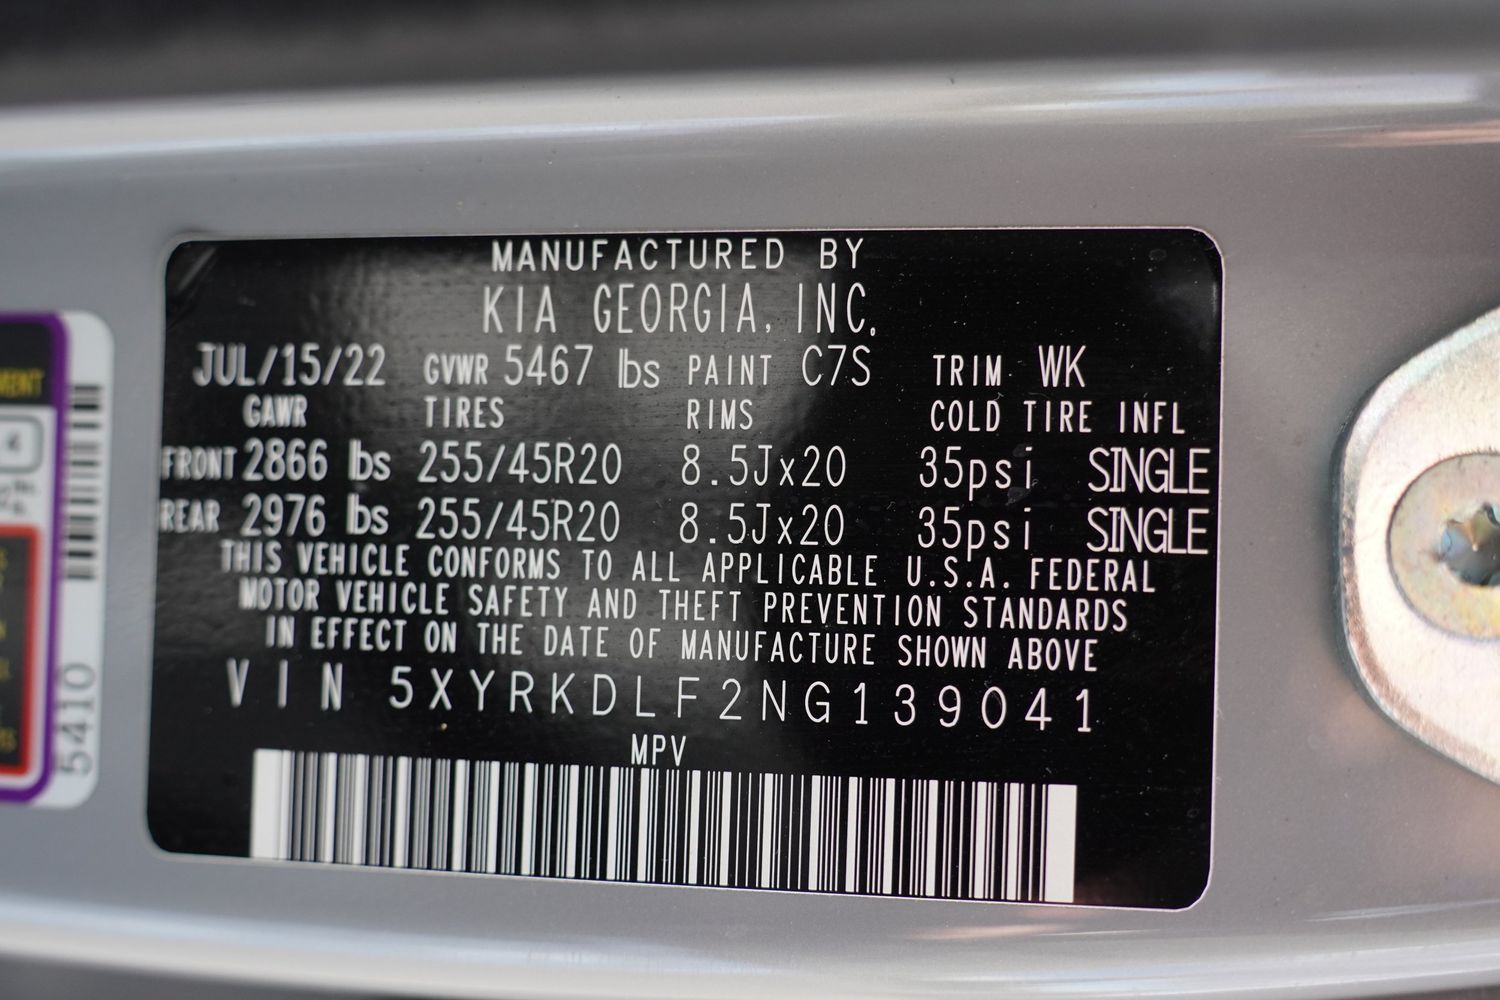 MANUFACTURED BY
KIA GEORGIA, INC.
JUL/15/22 GVWR 5467 lbs PAINT C7S TRIM WK
GAWR TIRES RIMS COLD TIRE INFL
FRONT 2866 lbs 255/45R20 8.5Jx20 35psi SINGLE
REAR 2976 lbs 255/45R20 8.5Jx20 35psi SINGLE
THIS VEHICLE CONFORMS TO ALL APPLICABLE U.S.A. FEDERAL
MOTOR VEHICLE SAFETY AND THEFT PREVENTION STANDARDS
IN EFFECT ON THE DATE OF MANUFACTURE SHOWN ABOVE
VIN 5XYRKDLF2NG139041
MPV
5410
4